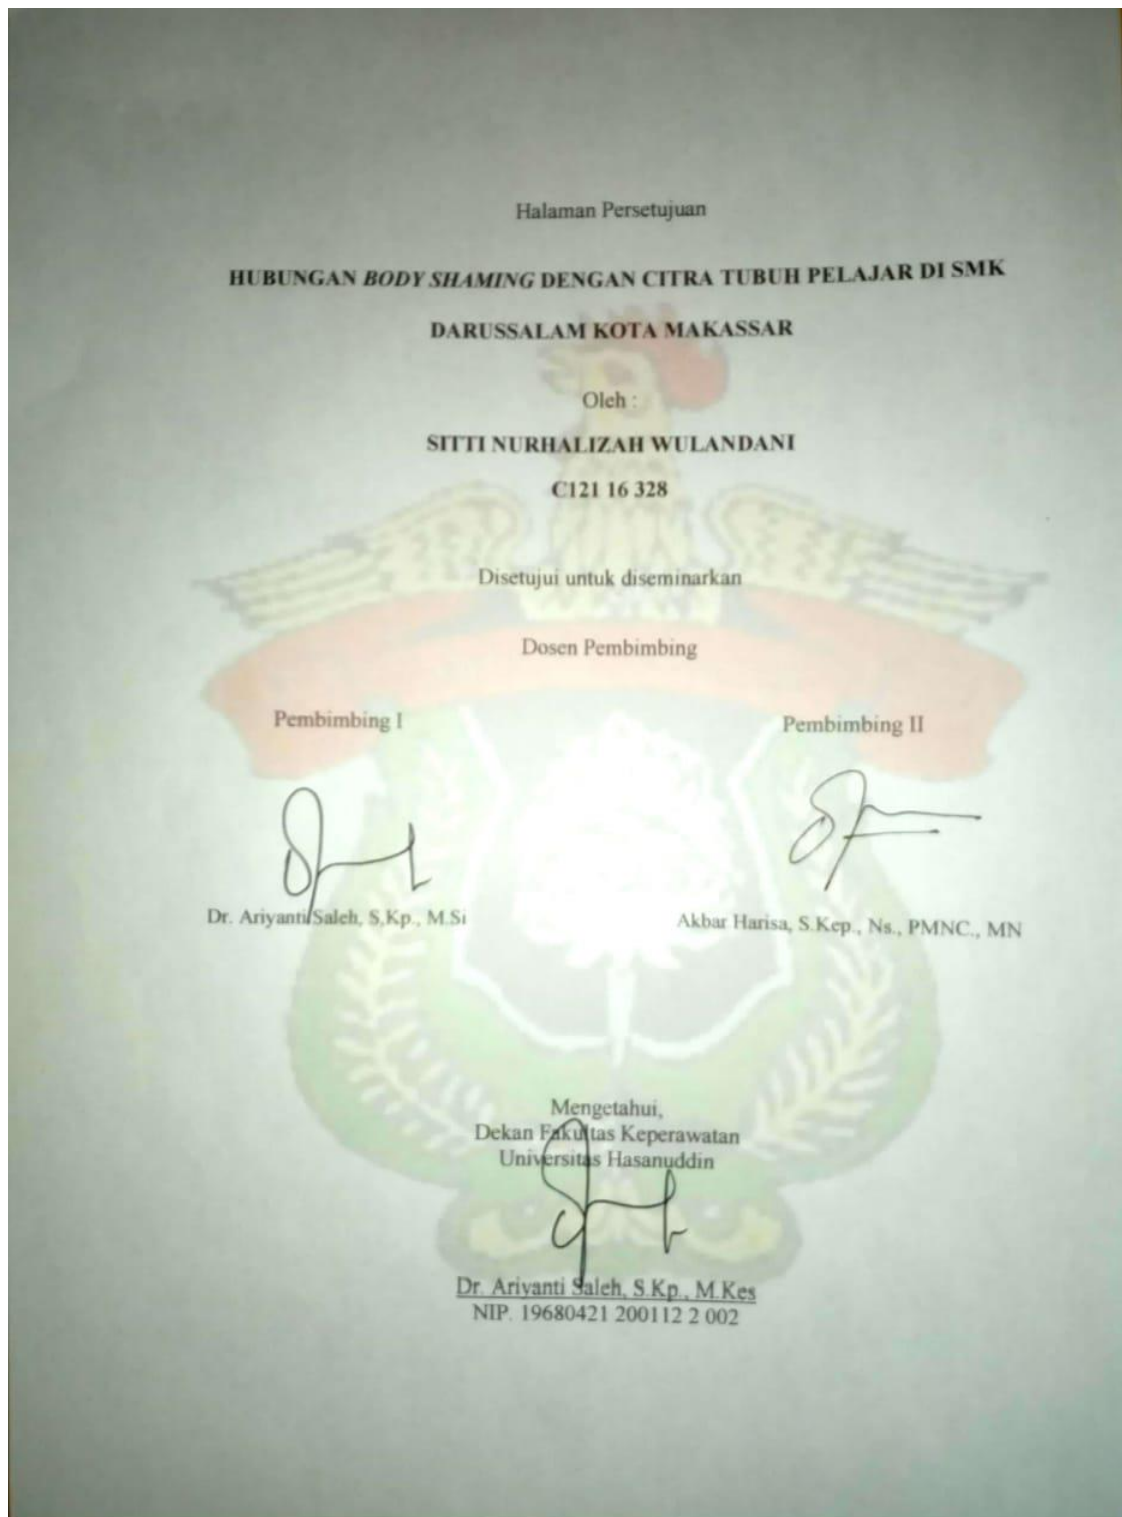 Halaman Persetujuan
HUBUNGAN BODY SHAMING DENGAN CITRA TUBUH PELAJAR DI SMK
DARUSSALAM KOTA MAKASSAR
Oleh :
SITTI NURHALIZAH WULANDANI
C121 16 328
Disetujui untuk diseminarkan
Dosen Pembimbing
Pembimbing I
Pembimbing II
Dr. Ariyanti Saleh, S.Kp., M.Si
Akbar Harisa, S.Kep., Ns., PMNC., MN
Mengetahui,
Dekan Fakultas Keperawatan
Universitas Hasanuddin
Dr. Ariyanti Saleh, S.Kp., M.Kes
NIP. 19680421 200112 2 002